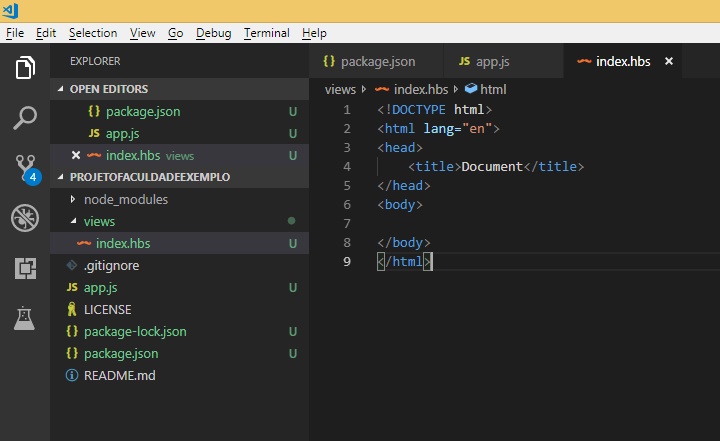 File Edit Selection View Go Debug Terminal Help
EXPLORER
OPEN EDITORS
{} package.json U
JS app.js U
index.hbs views U
PROJETOFACULDADEEXEMPLO
node_modules
views
index.hbs U
.gitignore
JS app.js U
LICENSE
{} package-lock.json U
{} package.json U
README.md
4
{} package.json JS app.js index.hbs
views index.hbs html
1 <!DOCTYPE html>
2 <html lang="en">
3 <head>
4 <title>Document</title>
5 </head>
6 <body>
7
8 </body>
9 </html>